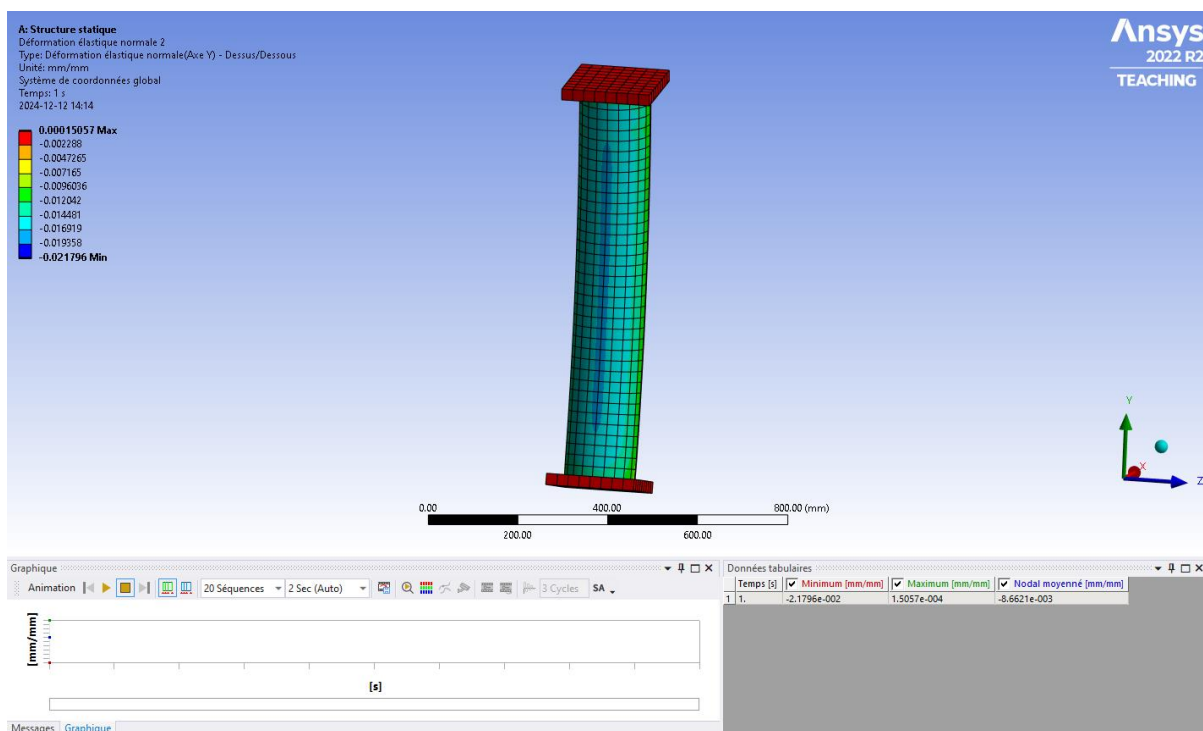 A: Structure statique
Déformation élastique normale 2
Type: Déformation élastique normale(Axe Y) - Dessus/Dessous
Unité: mm/mm
Système de coordonnées global
Temps: 1 s
2024-12-12 14:14
Ansys
2022 R2
TEACHING
0.00015057 Max
-0.002288
-0.0047265
-0.007165
-0.0096036
-0.012042
-0.014481
-0.016919
-0.019358
-0.021796 Min
Y
X
Z
0.00 400.00 800.00 (mm)
200.00 600.00
Graphique
Animation 20 Séquences 2 Sec (Auto) 3 Cycles SA
[mm/mm]
[s]
Messages Graphique
Données tabulaires
Temps [s] Minimum [mm/mm] Maximum [mm/mm] Nodal moyenné [mm/mm]
1 1. -2.1796e-002 1.5057e-004 -8.6621e-003